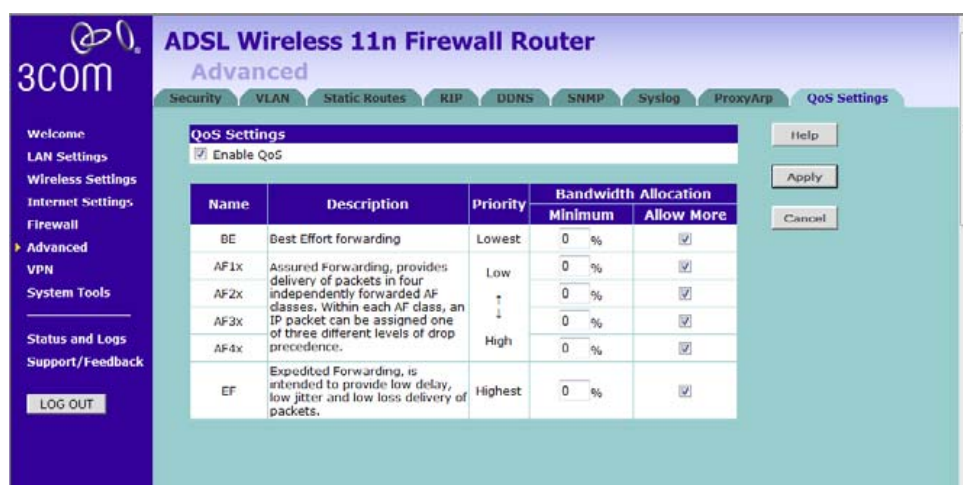 3COM
ADSL Wireless 11n Firewall Router
Advanced
Security VLAN Static Routes RIP DDNS SNMP Syslog ProxyArp QoS Settings
Welcome
LAN Settings
Wireless Settings
Internet Settings
Firewall
Advanced
VPN
System Tools
Status and Logs
Support/Feedback
LOG OUT
QoS Settings
Enable QoS
Help
Apply
Cancel
Name Description Priority Bandwidth Allocation
Minimum Allow More
BE Best Effort forwarding Lowest 0 %
AF1x 0 %
AF2x 0 %
AF3x 0 %
AF4x 0 %
Assured Forwarding, provides
delivery of packets in four
independently forwarded AF
classes. Within each AF class, an
IP packet can be assigned one
of three different levels of drop
precedence.
Low
↑
↓
High
EF
Expedited Forwarding, is
intended to provide low delay,
low jitter and low loss delivery of
packets.
Highest 0 %